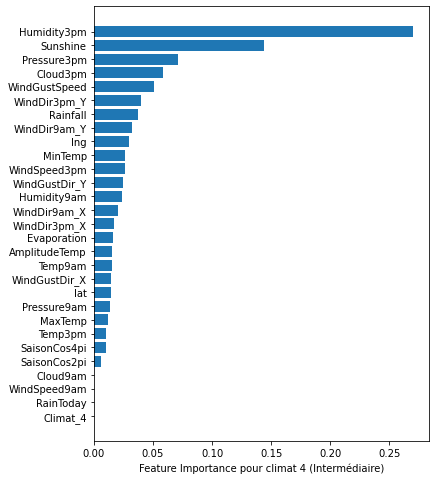 Humidity3pm
Sunshine
Pressure3pm
Cloud3pm
WindGustSpeed
WindDir3pm_Y
Rainfall
WindDir9am_Y
lng
MinTemp
WindSpeed3pm
WindGustDir_Y
Humidity9am
WindDir9am_X
WindDir3pm_X
Evaporation
AmplitudeTemp
Temp9am
WindGustDir_X
lat
Pressure9am
MaxTemp
Temp3pm
SaisonCos4pi
SaisonCos2pi
Cloud9am
WindSpeed9am
RainToday
Climat_4
0.00 0.05 0.10 0.15 0.20 0.25
Feature Importance pour climat 4 (Intermédiaire)